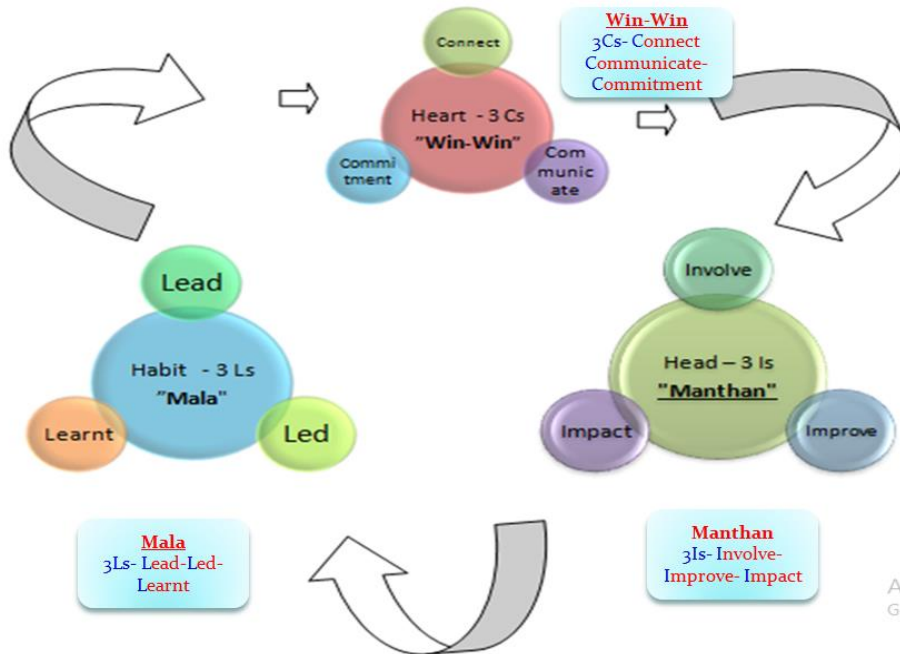 Win-Win
3Cs- Connect
Communicate-
Commitment
Connect
Heart - 3 Cs
"Win-Win"
Commi
tment
Com
munic
ate
Lead
Habit - 3 Ls
"Mala"
Learnt
Led
Involve
Head – 3 Is
"Manthan"
Impact
Improve
Mala
3Ls- Lead-Led-
Learnt
Manthan
3Is- Involve-
Improve- Impact